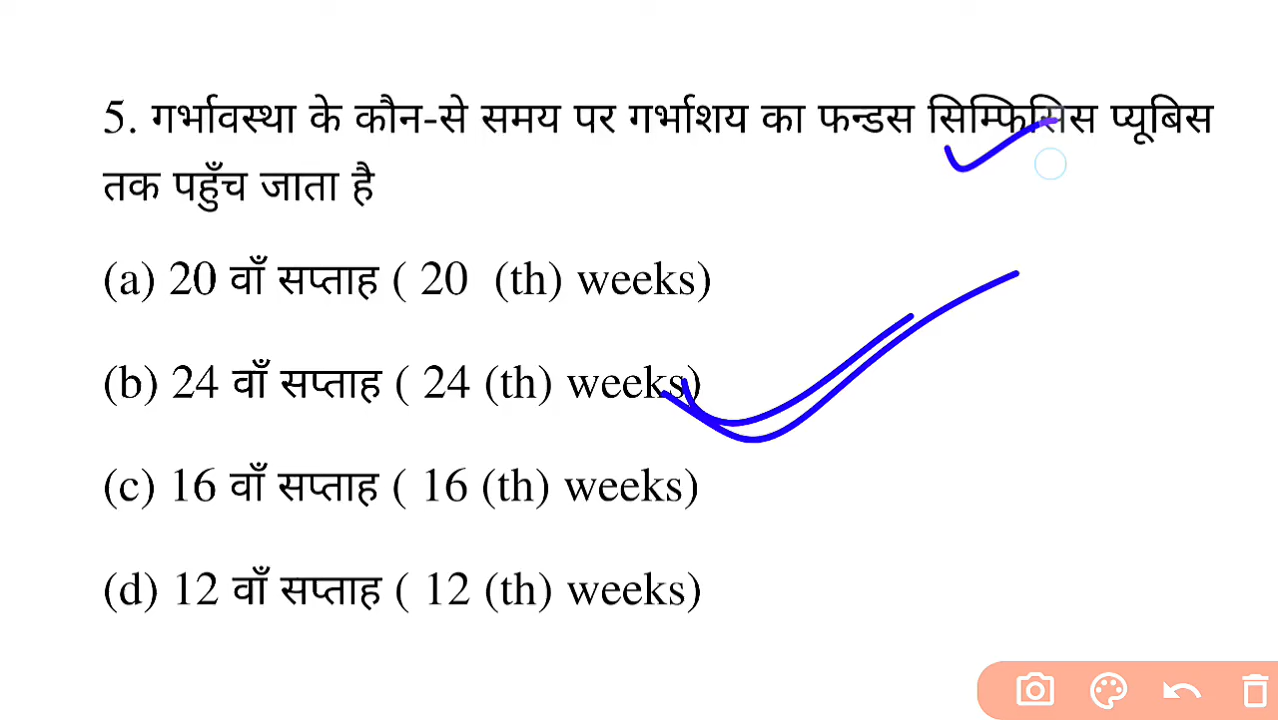 5. गर्भावस्था के कौन-से समय पर गर्भाशय का फन्डस सिम्फिसिस प्यूबिस
तक पहुँच जाता है
(a) 20 वाँ सप्ताह ( 20 (th) weeks)
(b) 24 वाँ सप्ताह ( 24 (th) weeks)
(c) 16 वाँ सप्ताह ( 16 (th) weeks)
(d) 12 वाँ सप्ताह ( 12 (th) weeks)